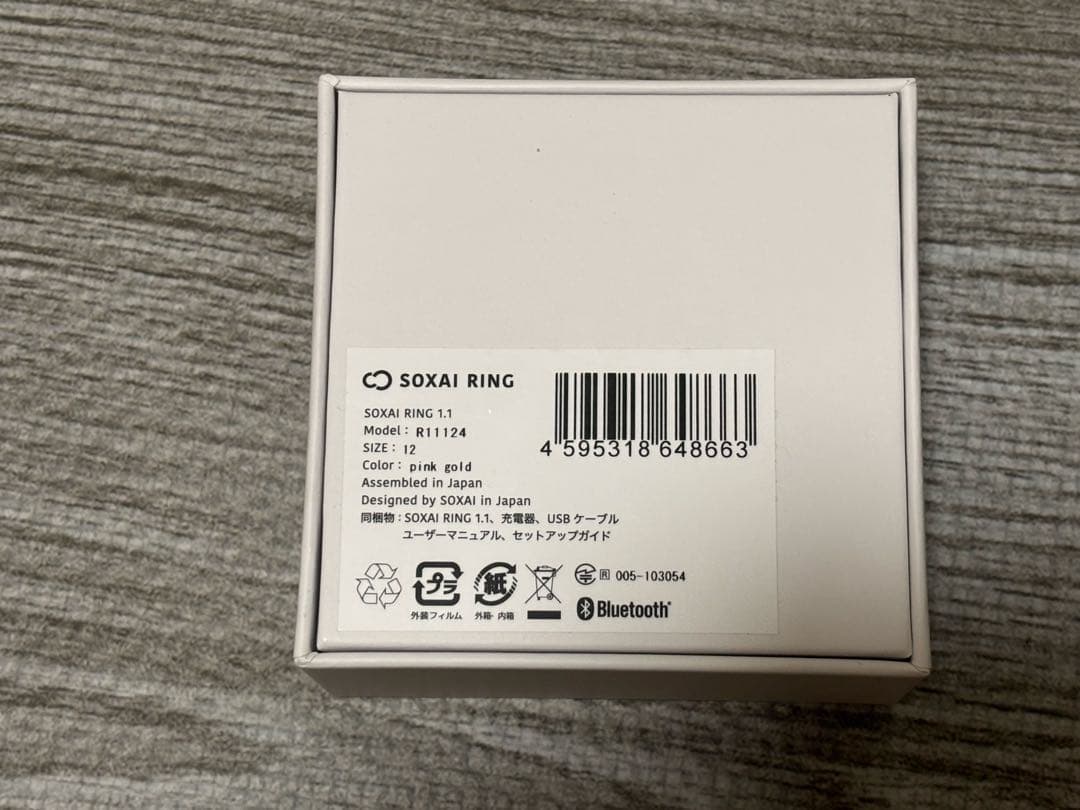 SOXAI RING
SOXAI RING 1.1
Model : R11124
SIZE : 12
Color : pink gold
Assembled in Japan
Designed by SOXAI in Japan
同梱物 : SOXAI RING 1.1、充電器、USB ケーブル
ユーザーマニュアル、セットアップガイド
4 595318 648663
プラ
外装フィルム
紙
外箱・内箱
R 005-103054
Bluetooth®